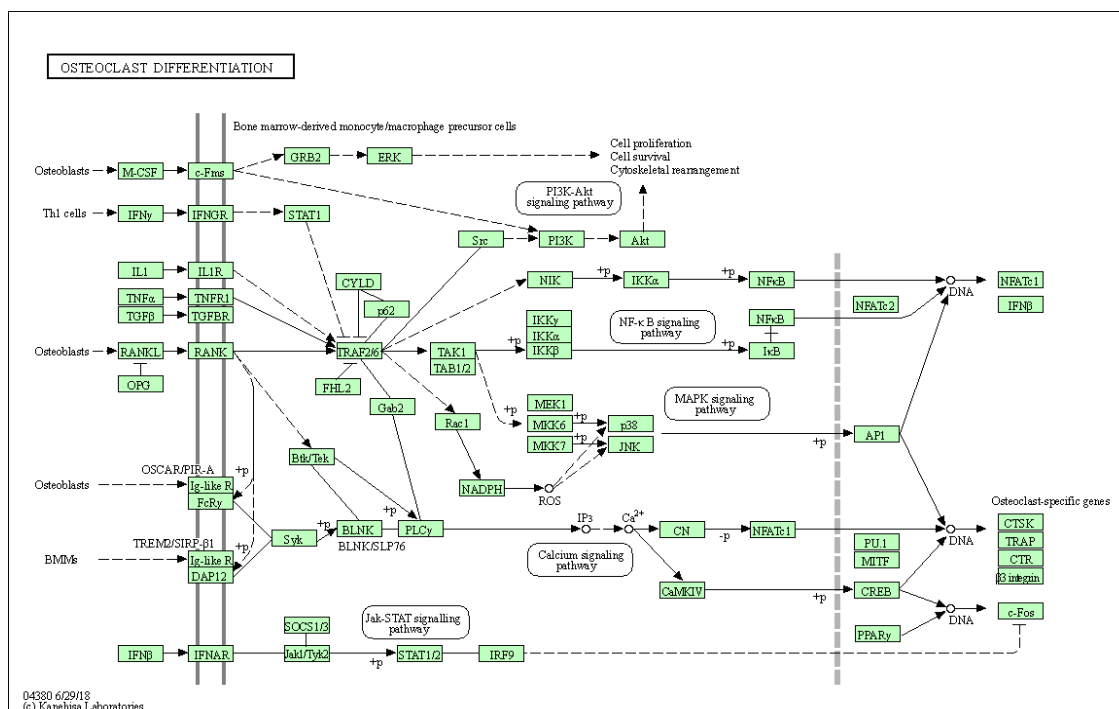 OSTEOCLAST DIFFERENTIATION
Bone marrow-derived monocyte/macrophage precursor cells
GRB2
ERK
Cell proliferation
Cell survival
Cytoskeletal rearrangement
Osteoblasts
M-CSF
c-Fms
PI3K-Akt
signaling pathway
Th1 cells
IFNγ
IFNGR
STAT1
Src
PI3K
Akt
IL1
IL1R
CYLD
NIK
+p
IKKα
+p
NFκB
DNA
NFATc1
TNFα
TNFR1
p62
NFATc2
IFNβ
TGFβ
TGFBR
IKKγ
IKKα
IKKβ
NF-κB signaling
pathway
NFκB
Osteoblasts
RANKL
RANK
TRAF2/6
TAK1
TAB1/2
+p
+p
IκB
OPG
FHL2
Gab2
Rac1
+p
MEK1
MKK6
+p
p38
MKK7
+p
JNK
MAPK signaling
pathway
+p
AP1
Btk/Tek
OSCAR/PIR-A
+p
Osteoblasts
Ig-like R
FcRγ
NADPH
ROS
Osteoclast-specific genes
Syk
+p
BLNK
BLNK/SLP76
+p
PLCγ
IP3
Ca2+
CN
-p
NFATc1
DNA
CTSK
TRAP
CTR
β3 integrin
TREM2/SIRP-β1
+p
BMMs
Ig-like R
DAP12
Calcium signaling
pathway
PU.1
MITF
CaMKIV
+p
CREB
DNA
c-Fos
PPARγ
SOCS1/3
Jak-STAT signalling
pathway
IFNβ
IFNAR
Jak1/Tyk2
+p
STAT1/2
IRF9
04380 6/29/18
(c) Kanehisa Laboratories